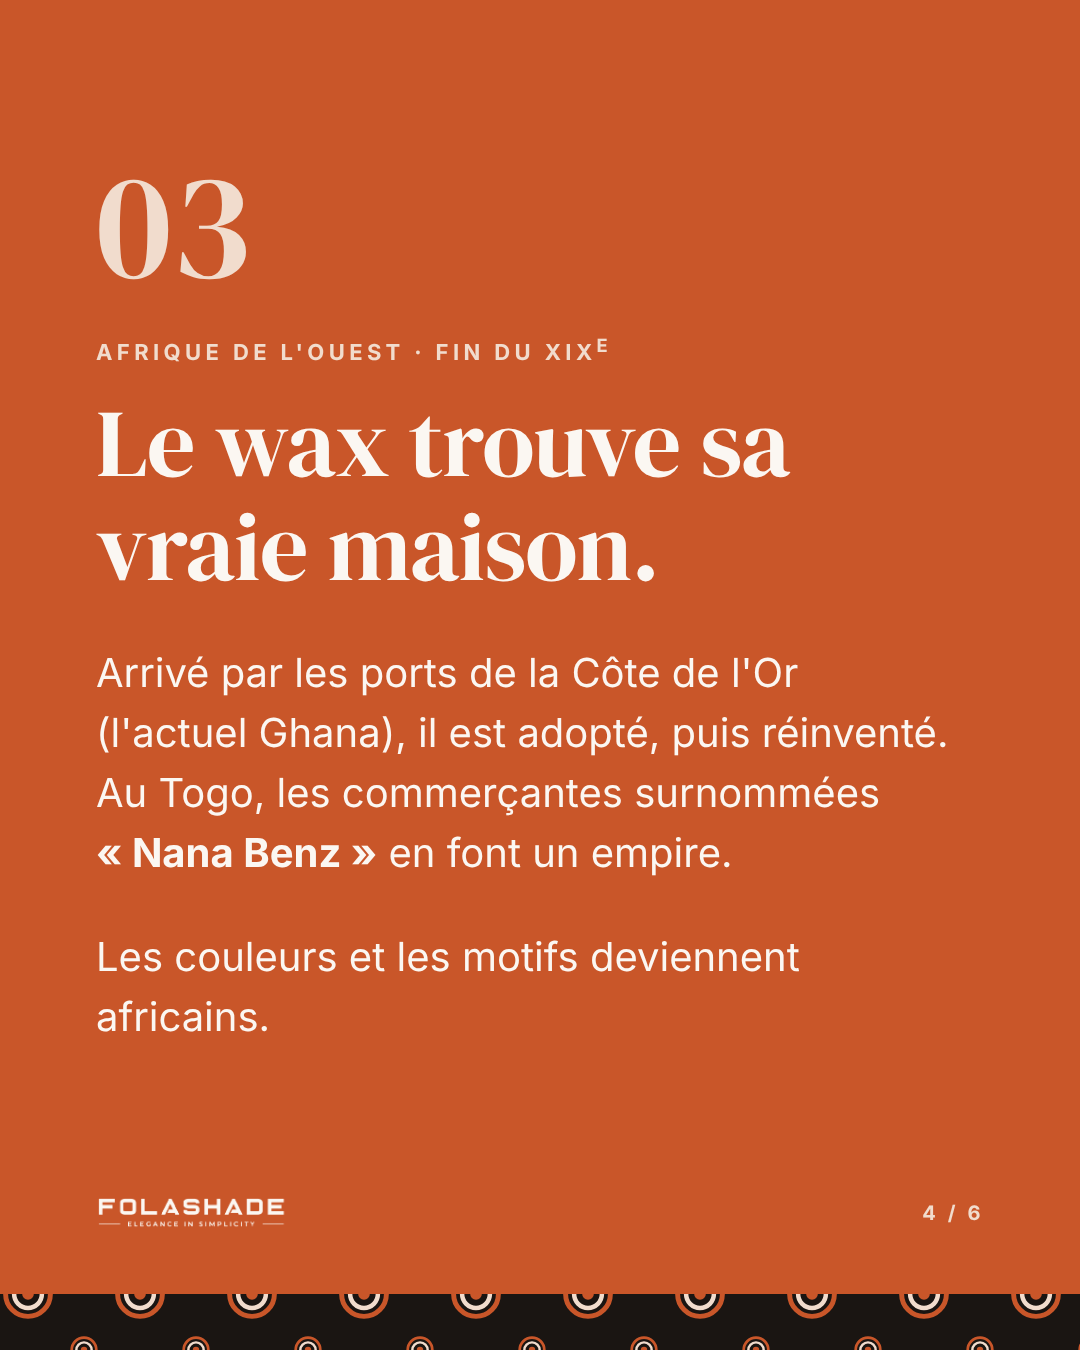 03
AFRIQUE DE L'OUEST · FIN DU XIXᴱ
Le wax trouve sa
vraie maison.
Arrivé par les ports de la Côte de l'Or
(l'actuel Ghana), il est adopté, puis réinventé.
Au Togo, les commerçantes surnommées
« Nana Benz » en font un empire.
Les couleurs et les motifs deviennent
africains.
FOLASHADE
ELEGANCE IN SIMPLICITY
4 / 6